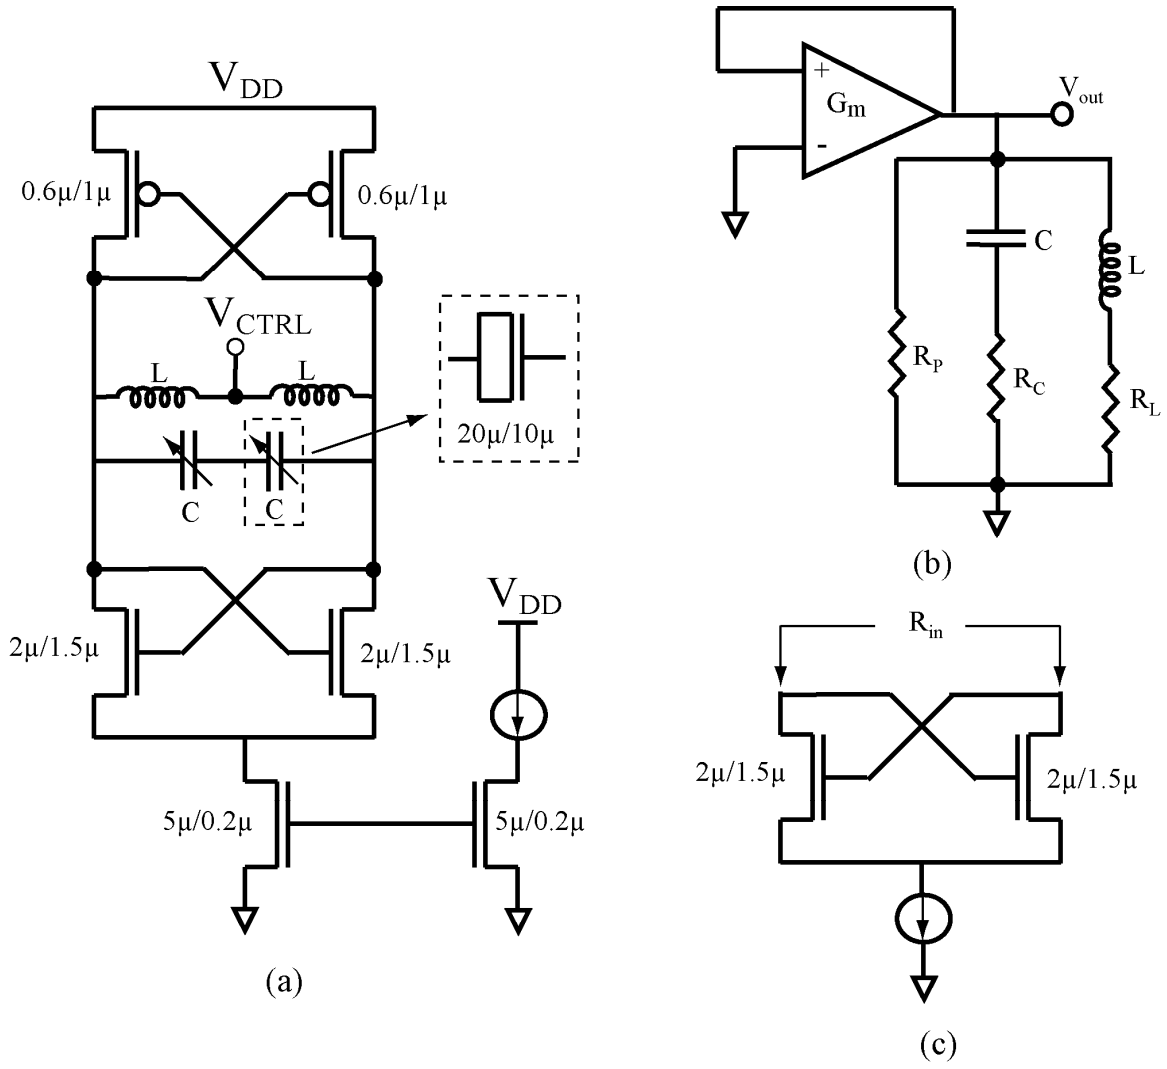 V_DD
0.6µ/1µ
0.6µ/1µ
V_CTRL
L
L
C
C
20µ/10µ
2µ/1.5µ
2µ/1.5µ
V_DD
5µ/0.2µ
5µ/0.2µ
(a)
+
G_m
-
V_out
C
L
R_P
R_C
R_L
(b)
R_in
2µ/1.5µ
2µ/1.5µ
(c)